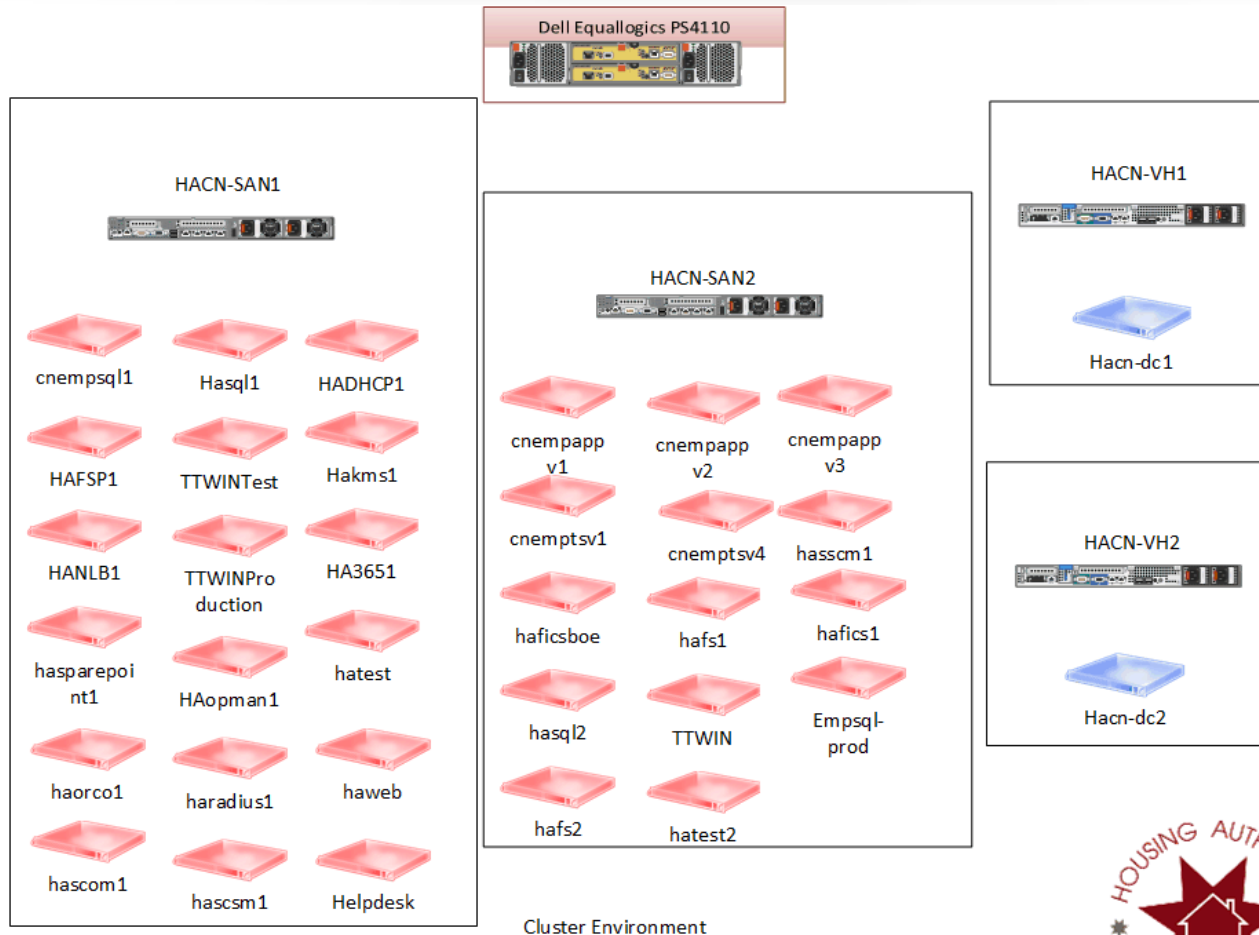 Dell Equallogics PS4110
HACN-SAN1
cnempsql1
Hasql1
HADHCP1
HAFSP1
TTWINTest
Hakms1
HANLB1
TTWINPro
duction
HA3651
hasparepoi
nt1
HAopman1
hatest
haorco1
haradius1
haweb
hascom1
hascsm1
Helpdesk
HACN-SAN2
cnempapp
v1
cnempapp
v2
cnempapp
v3
cnemptsv1
cnemptsv4
hasscm1
haficsboe
hafs1
hafics1
hasql2
TTWIN
Empsql-
prod
hafs2
hatest2
HACN-VH1
Hacn-dc1
HACN-VH2
Hacn-dc2
Cluster Environment
HOUSING AUTH